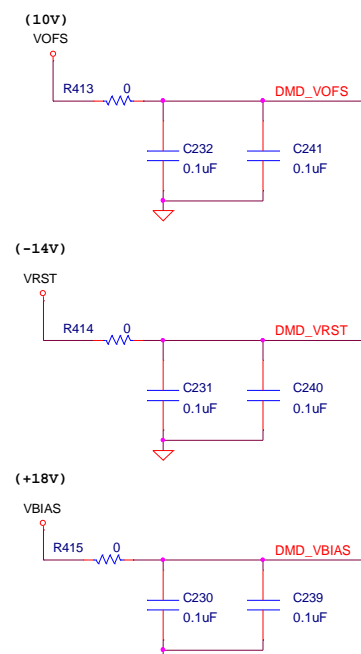 (10V)
VOFS
R413 0 DMD_VOFS
C232 C241
0.1uF 0.1uF
(-14V)
VRST
R414 0 DMD_VRST
C231 C240
0.1uF 0.1uF
(+18V)
VBIAS
R415 0 DMD_VBIAS
C230 C239
0.1uF 0.1uF